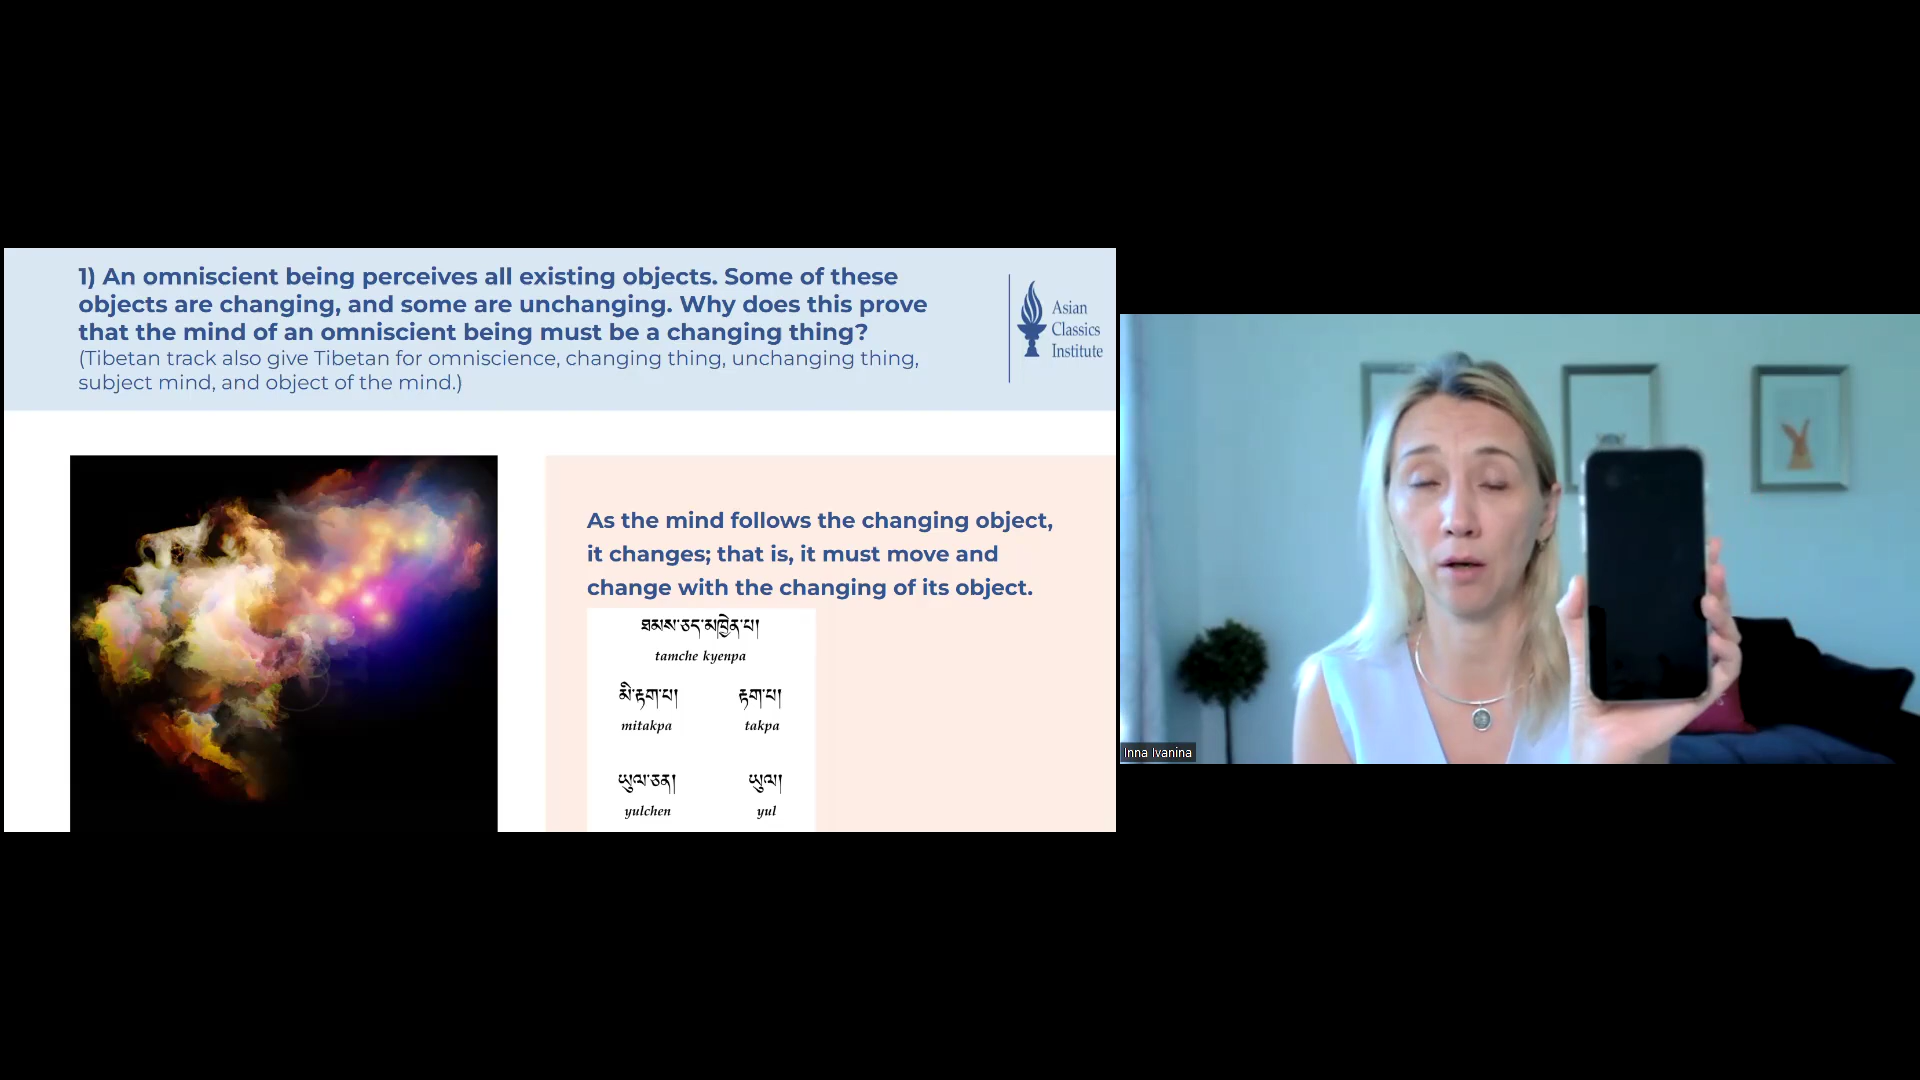 1) An omniscient being perceives all existing objects. Some of these
objects are changing, and some are unchanging. Why does this prove
that the mind of an omniscient being must be a changing thing?
(Tibetan track also give Tibetan for omniscience, changing thing, unchanging thing,
subject mind, and object of the mind.)
Asian
Classics
Institute
As the mind follows the changing object,
it changes; that is, it must move and
change with the changing of its object.
ཐམས་ཅད་མཁྱེན་པ།
tamche kyenpa
མི་རྟག་པ། རྟག་པ།
mitakpa takpa
ཡུལ་ཅན། ཡུལ།
yulchen yul
Inna Ivanina